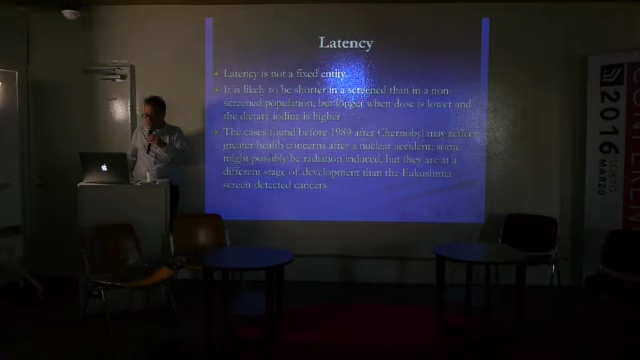 Latency
Latency is not a fixed entity
It is likely to be shorter in a screened than in a non-
screened population, but longer when dose is lower and
the dietary iodine is higher
The cases found before 1989 after Chernobyl may reflect
greater health concerns after a nuclear accident; some
might possibly be radiation induced, but they are at a
different stage of development than the Fukushima
screen-detected cancers
2016
TOKYO
MARZO